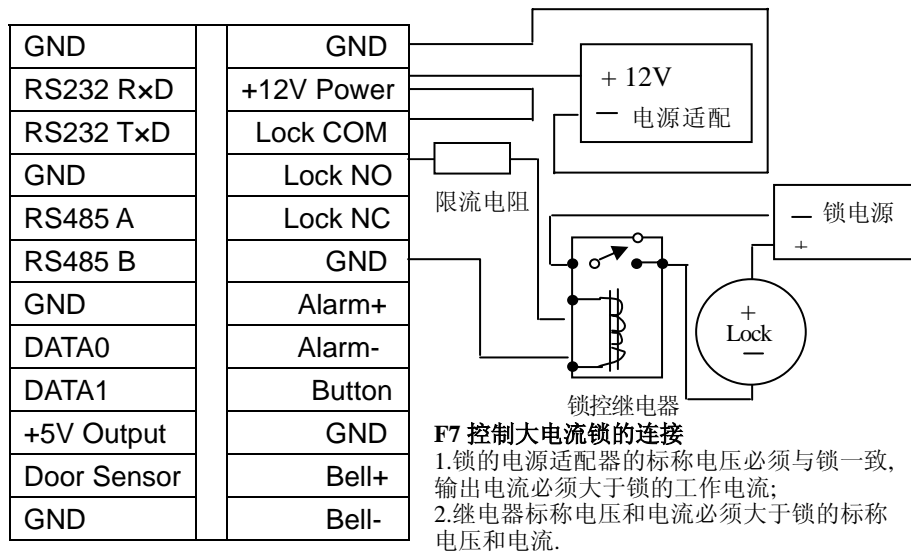 GND GND
RS232 R×D +12V Power
RS232 T×D Lock COM
GND Lock NO
RS485 A Lock NC
RS485 B GND
GND Alarm+
DATA0 Alarm-
DATA1 Button
+5V Output GND
Door Sensor Bell+
GND Bell-
+ 12V
— 电源适配
限流电阻
— 锁电源
+
+
Lock
—
锁控继电器
F7 控制大电流锁的连接
1.锁的电源适配器的标称电压必须与锁一致,
输出电流必须大于锁的工作电流;
2.继电器标称电压和电流必须大于锁的标称
电压和电流.